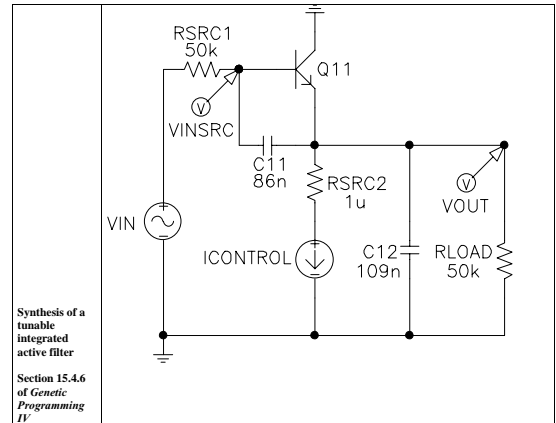 RSRC1
50k
Q11
V
VINSRC
C11
86n
RSRC2
1u
V
VOUT
VIN
ICONTROL
C12
109n
RLOAD
50k
Synthesis of a
tunable
integrated
active filter
Section 15.4.6
of Genetic
Programming
IV